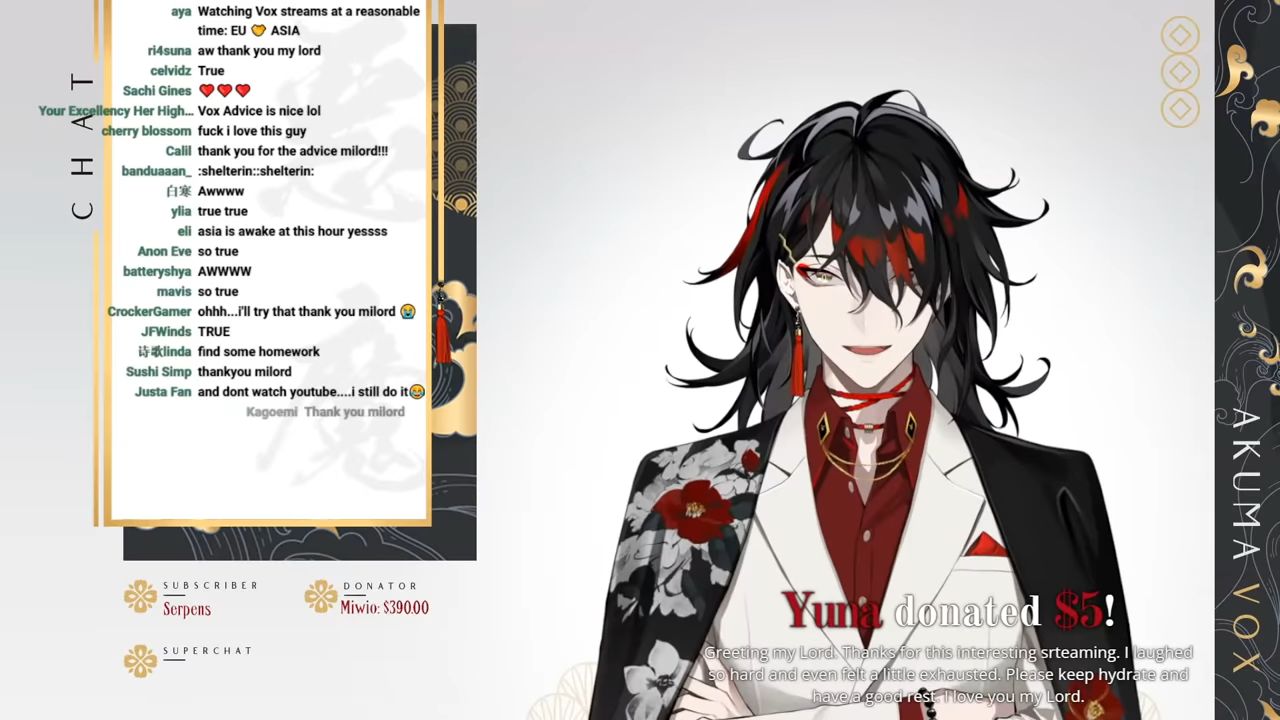 CHAT
aya Watching Vox streams at a reasonable
time: EU 🤝 ASIA
ri4suna aw thank you my lord
celvidz True
Sachi Gines ❤️❤️❤️
Your Excellency Her High... Vox Advice is nice lol
cherry blossom fuck i love this guy
Calil thank you for the advice milord!!!
banduaaan_ :shelterin::shelterin:
白寒 Awwww
ylia true true
eli asia is awake at this hour yessss
Anon Eve so true
batteryshya AWWWW
mavis so true
CrockerGamer ohhh...i'll try that thank you milord 😭
JFWinds TRUE
诗歌linda find some homework
Sushi Simp thankyou milord
Justa Fan and dont watch youtube....i still do it😂
Kagoemi Thank you milord
悪魔
SUBSCRIBER
Serpens
DONATOR
Miwio: $390.00
SUPERCHAT
Yuna donated $5!
Greeting my Lord. Thanks for this interesting srteaming. I laughed
so hard and even felt a little exhausted. Please keep hydrate and
have a good rest. I love you my Lord.
AKUMA VOX